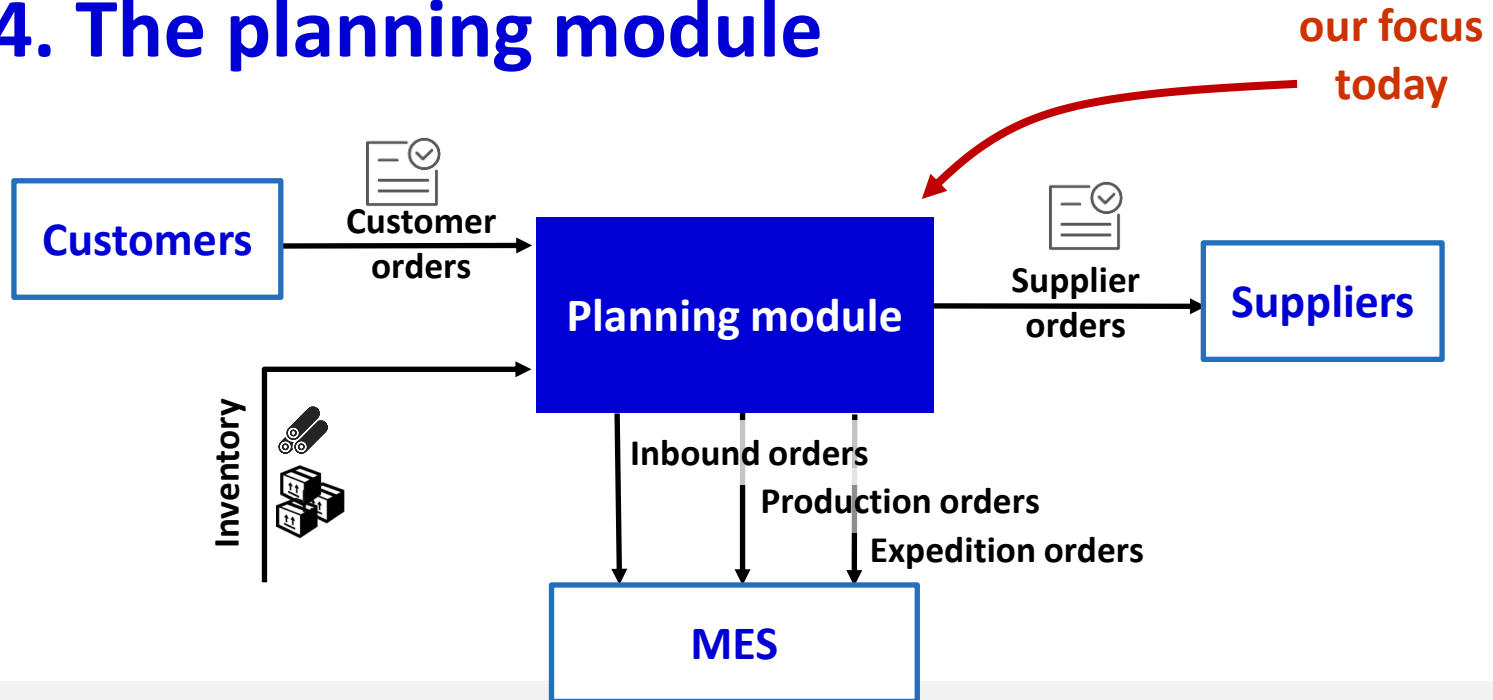 4. The planning module
our focus
today
Customers
Customer
orders
Planning module
Supplier
orders
Suppliers
Inventory
Inbound orders
Production orders
Expedition orders
MES